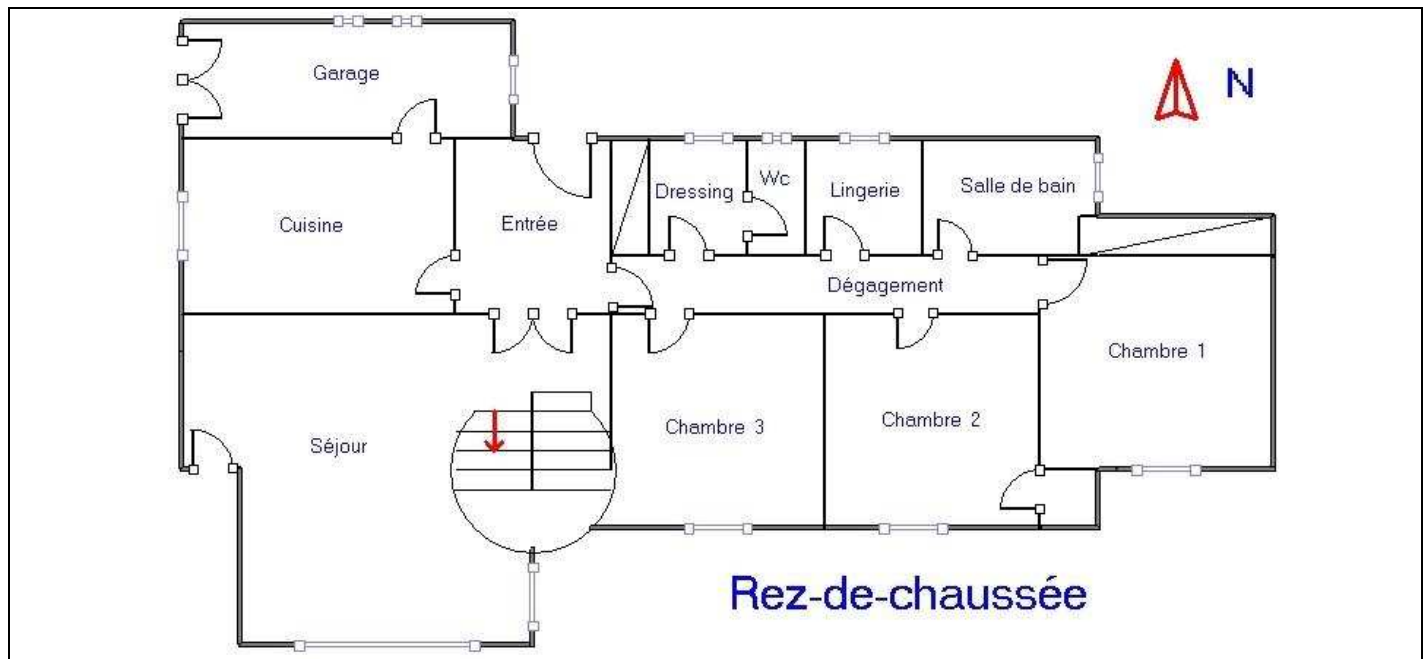 Garage
N
Cuisine
Entrée
Dressing
Wc
Lingerie
Salle de bain
Dégagement
Séjour
Chambre 3
Chambre 2
Chambre 1
Rez-de-chaussée